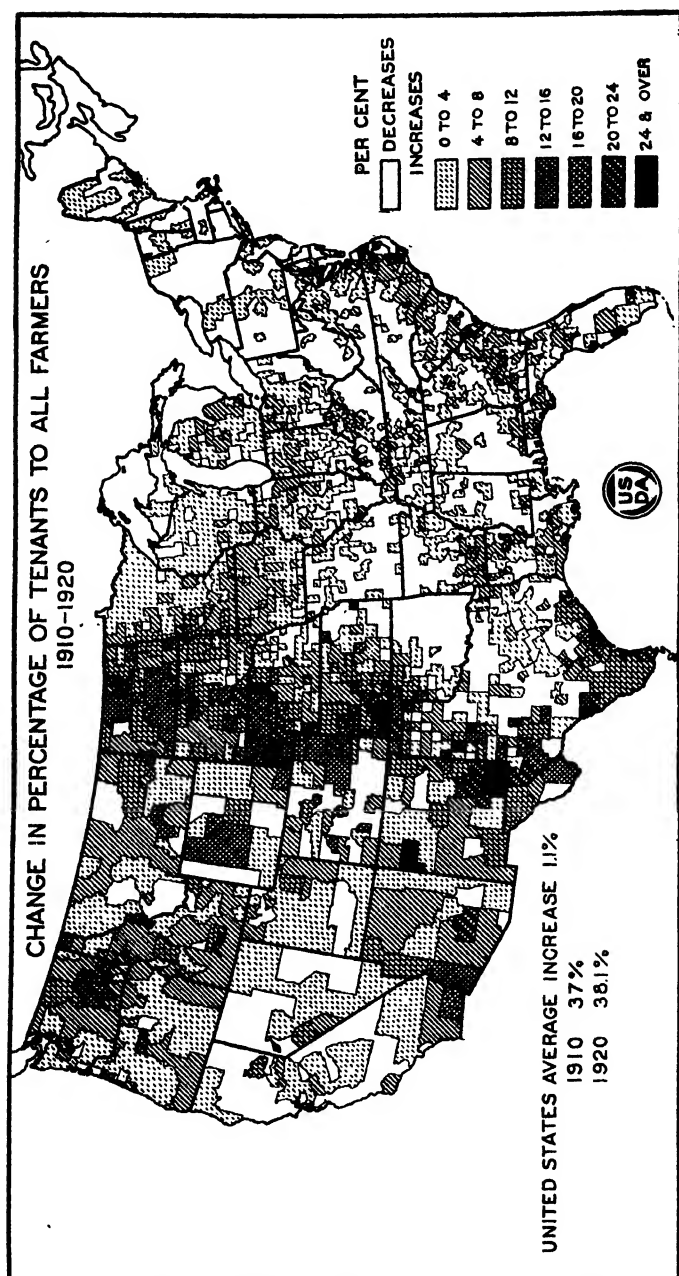 CHANGE IN PERCENTAGE OF TENANTS TO ALL FARMERS
1910-1920
PER CENT
DECREASES
INCREASES
0 TO 4
4 TO 8
8 TO 12
12 TO 16
16 TO 20
20 TO 24
24 & OVER
UNITED STATES AVERAGE INCREASE 1.1%
1910 37%
1920 38.1%
US
DA